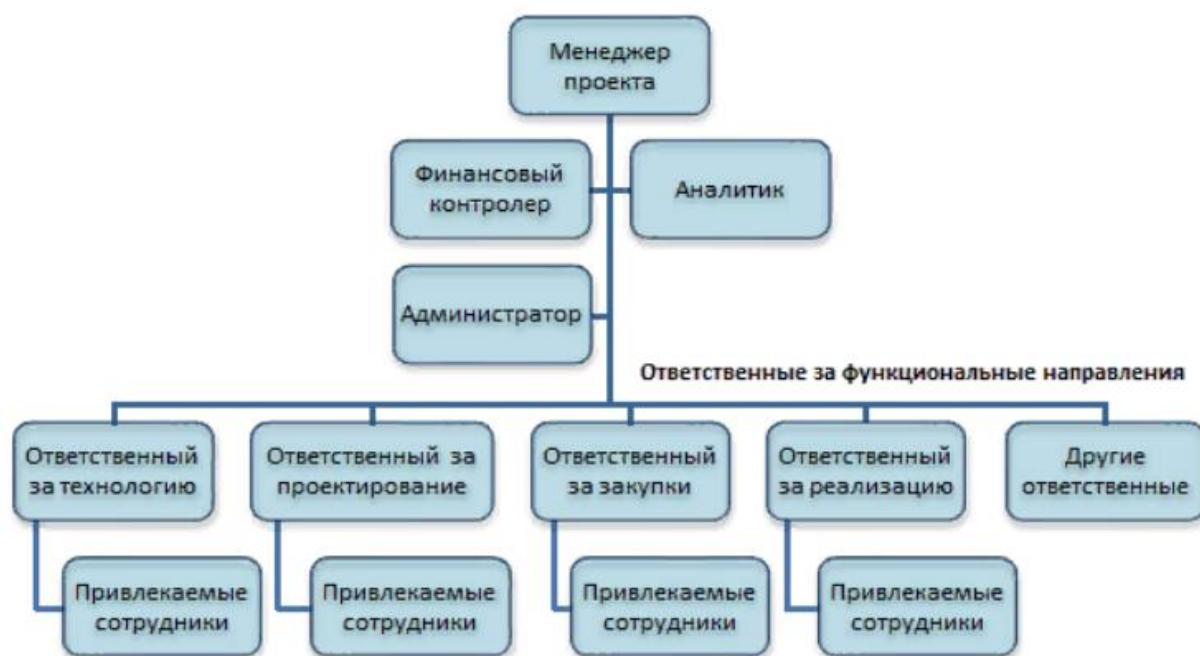 Менеджер
проекта
Финансовый
контролер
Аналитик
Администратор
Ответственные за функциональные направления
Ответственный
за технологию
Ответственный за
проектирование
Ответственный
за закупки
Ответственный
за реализацию
Другие
ответственные
Привлекаемые
сотрудники
Привлекаемые
сотрудники
Привлекаемые
сотрудники
Привлекаемые
сотрудники